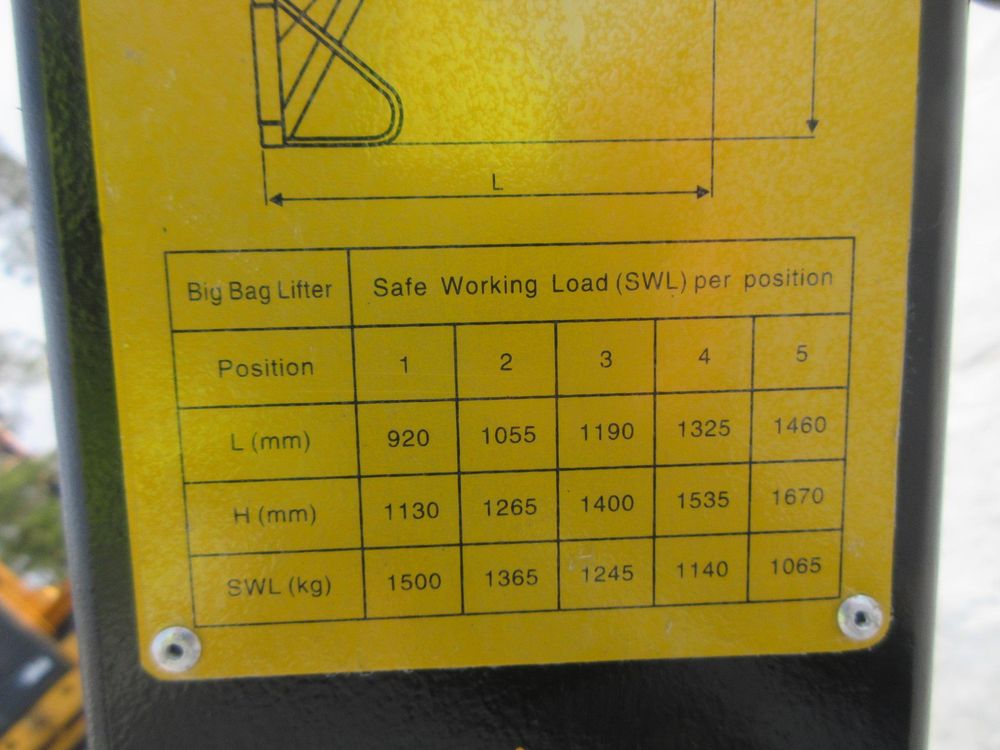 L
Big Bag Lifter Safe Working Load (SWL) per position
Position 1 2 3 4 5
L (mm) 920 1055 1190 1325 1460
H (mm) 1130 1265 1400 1535 1670
SWL (kg) 1500 1365 1245 1140 1065